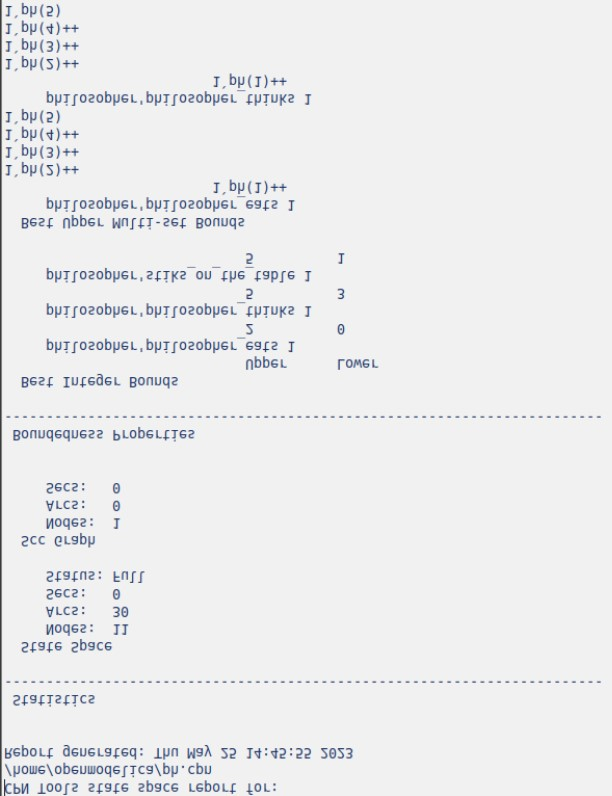 CPN Tools state space report for:
/home/openmodelica/ph.cpn
Report generated: Thu May 25 14:45:55 2023
Statistics
------------------------------------------------------------------------
State Space
Nodes: 11
Arcs: 30
Secs: 0
Status: Full
Scc Graph
Nodes: 1
Arcs: 0
Secs: 0
Boundedness Properties
------------------------------------------------------------------------
Best Integer Bounds
Upper Lower
philosopher'philosopher_eats 1
2 0
philosopher'philosopher_thinks 1
5 3
philosopher'stiks_on_the_table 1
5 1
Best Upper Multi-set Bounds
philosopher'philosopher_eats 1
1`ph(1)++
1`ph(2)++
1`ph(3)++
1`ph(4)++
1`ph(5)
philosopher'philosopher_thinks 1
1`ph(1)++
1`ph(2)++
1`ph(3)++
1`ph(4)++
1`ph(5)